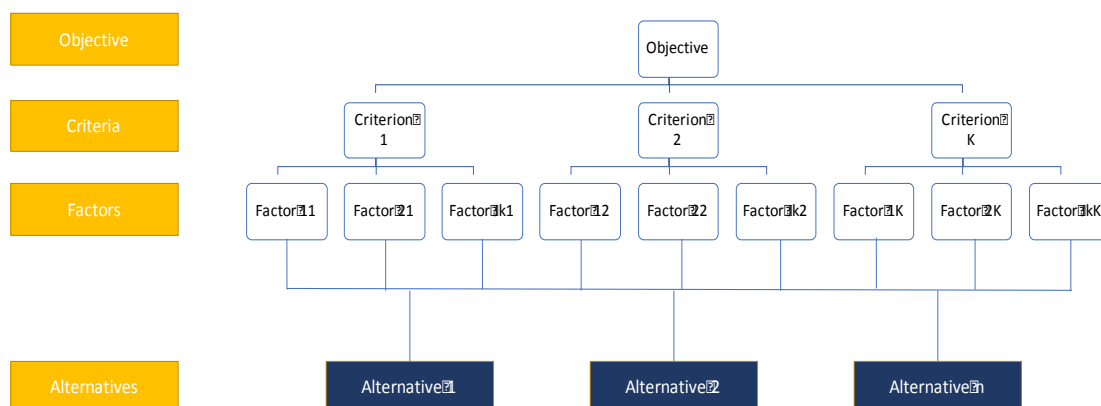 Objective
Objective
Criteria
Criterion�
1
Criterion�
2
Criterion�
K
Factors
Factor�11
Factor�21
Factor�k1
Factor�12
Factor�22
Factor�k2
Factor�1K
Factor�2K
Factor�kK
Alternatives
Alternative�1
Alternative�2
Alternative�n